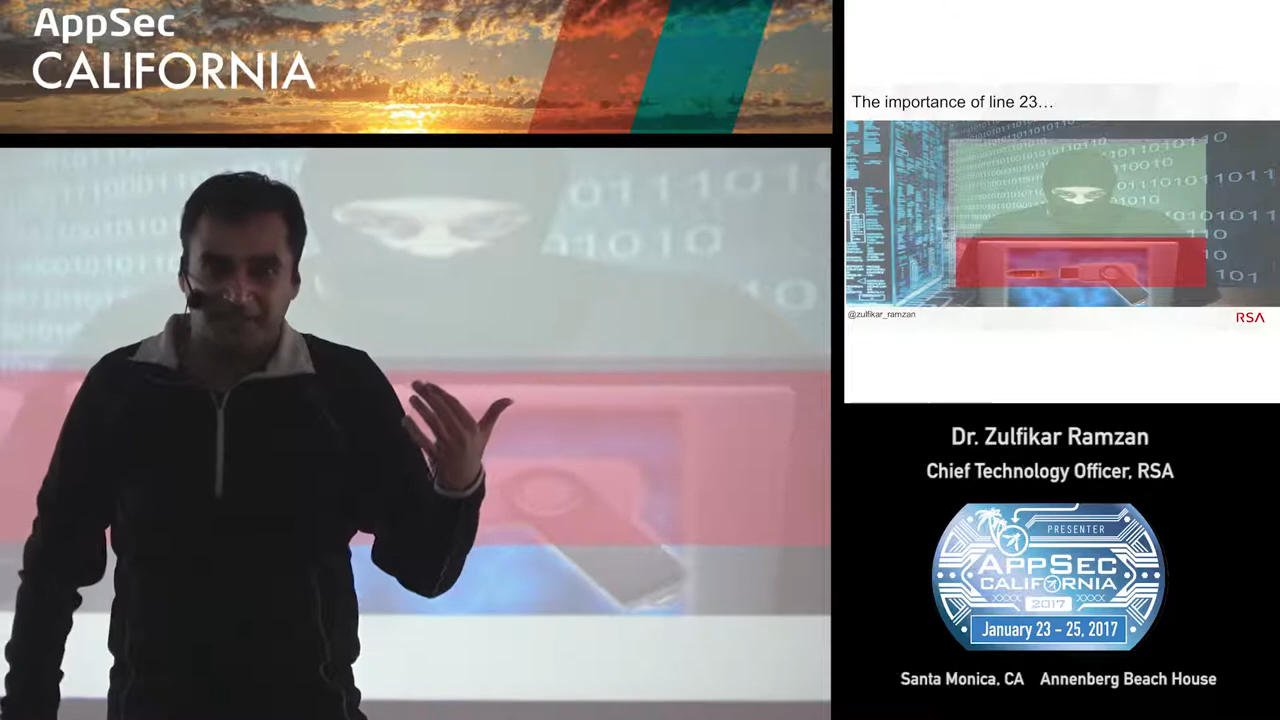 AppSec
CALIFORNIA
The importance of line 23…
@zulfikar_ramzan
RSA
Dr. Zulfikar Ramzan
Chief Technology Officer, RSA
PRESENTER
APPSEC
CALIFORNIA
2017
January 23 - 25, 2017
Santa Monica, CA Annenberg Beach House